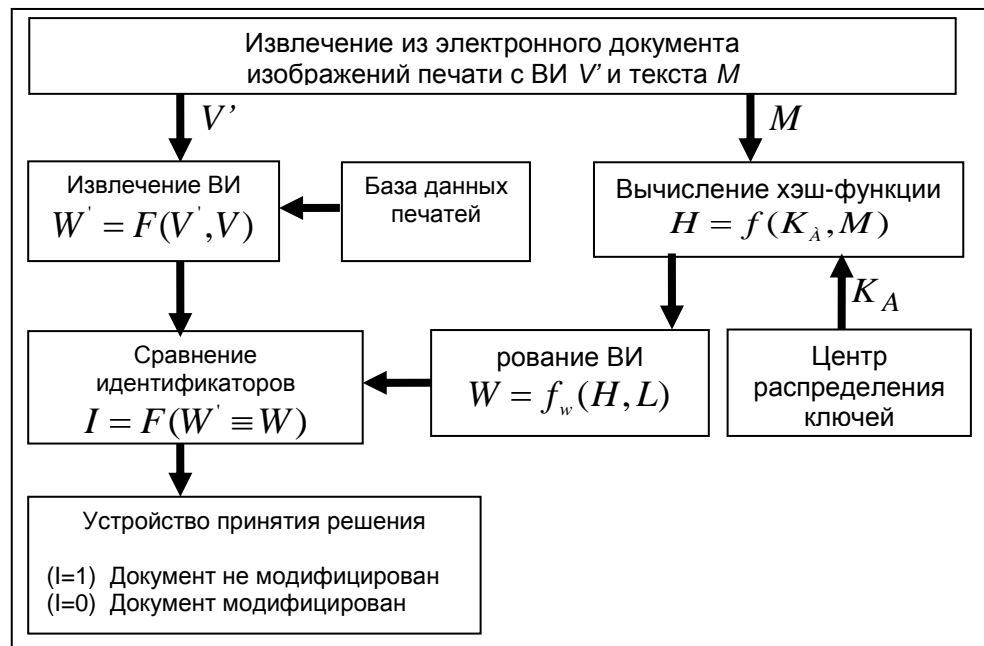 Извлечение из электронного документа
изображений печати с ВИ V’ и текста M
V’
M
Извлечение ВИ
W' = F(V', V)
База данных
печатей
Вычисление хэш-функции
H = f(K_À, M)
K_A
Сравнение
идентификаторов
I = F(W' ≡ W)
рование ВИ
W = f_w(H, L)
Центр
распределения
ключей
Устройство принятия решения
(I=1) Документ не модифицирован
(I=0) Документ модифицирован